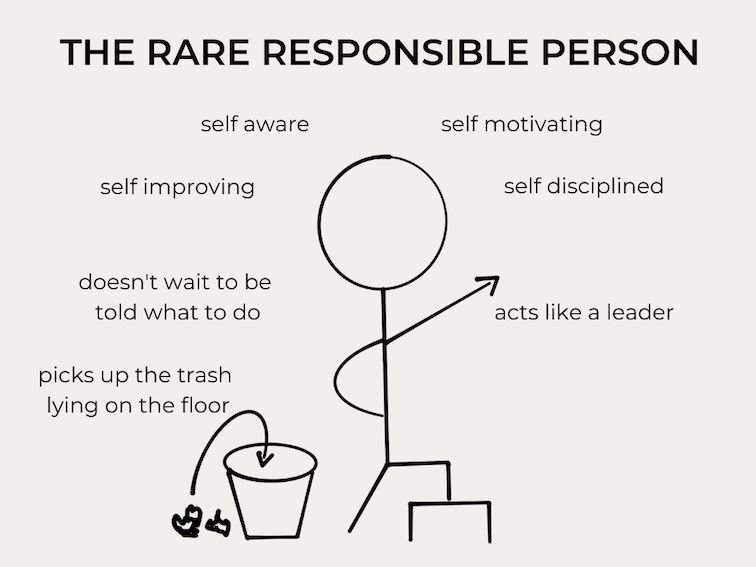 THE RARE RESPONSIBLE PERSON
self aware
self motivating
self improving
self disciplined
doesn't wait to be
told what to do
acts like a leader
picks up the trash
lying on the floor